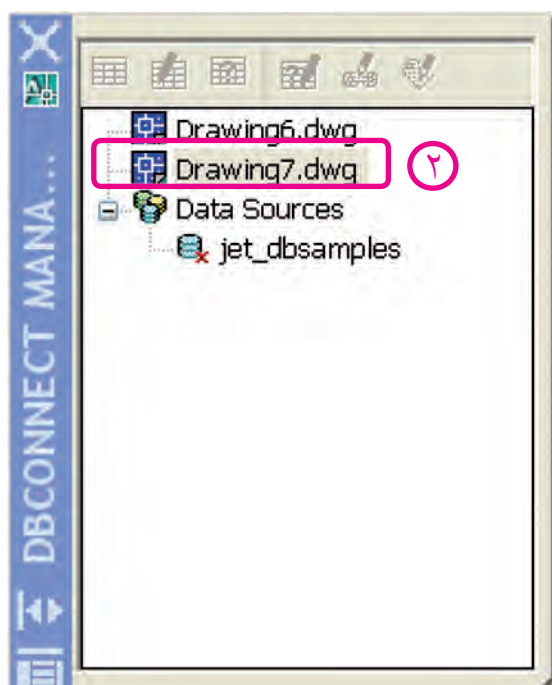 DBCONNECT MANA...
Drawing6.dwg
Drawing7.dwg ۲
Data Sources
jet_dbsamples